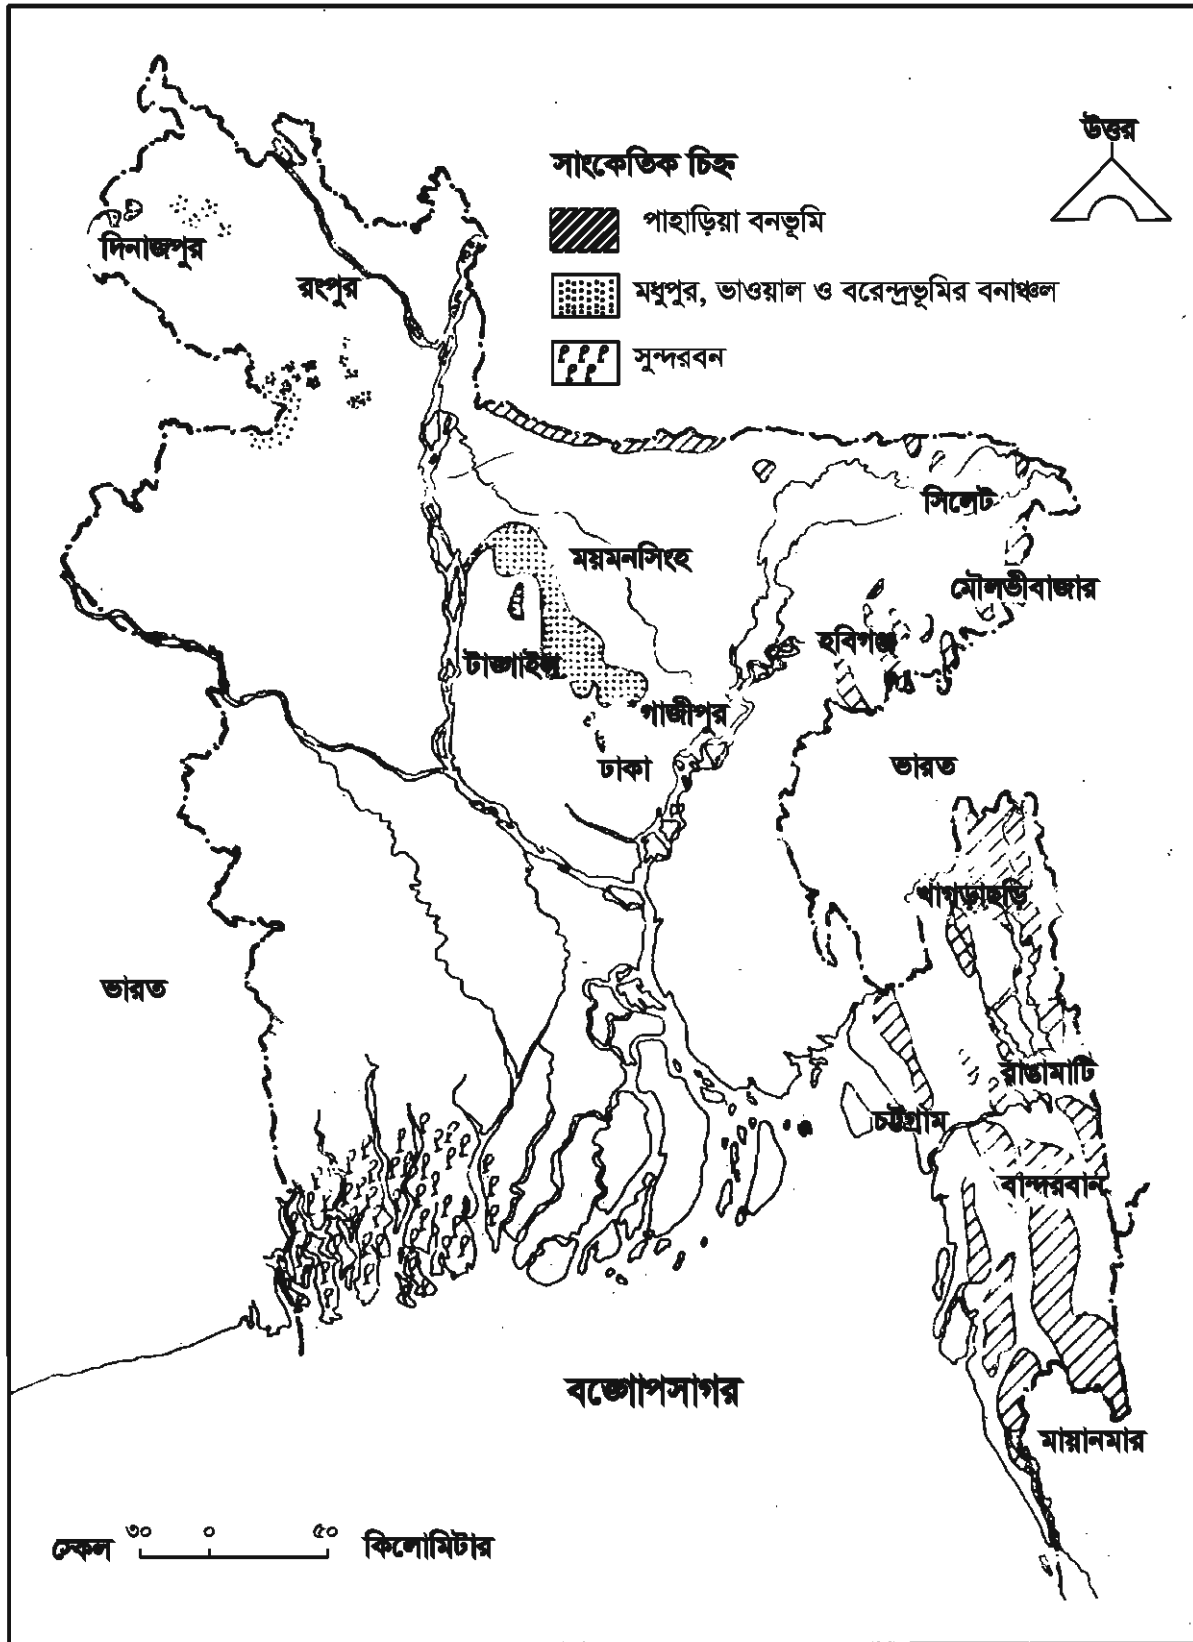 উত্তর
সাংকেতিক চিহ্ন
পাহাড়িয়া বনভূমি
মধুপুর, ভাওয়াল ও বরেন্দ্রভূমির বনাঞ্চল
সুন্দরবন
দিনাজপুর
রংপুর
সিলেট
ময়মনসিংহ
মৌলভীবাজার
হবিগঞ্জ
টাঙ্গাইল
গাজীপুর
ঢাকা
ভারত
খাগড়াছড়ি
ভারত
রাঙামাটি
চট্টগ্রাম
বান্দরবান
বঙ্গোপসাগর
মায়ানমার
স্কেল ৩০ ০ ৫০ কিলোমিটার